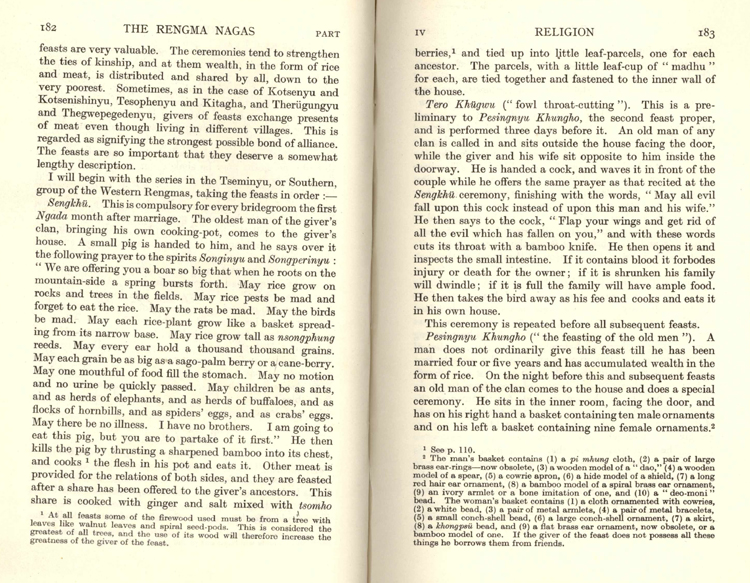 182 THE RENGMA NAGAS PART
feasts are very valuable. The ceremonies tend to strengthen
the ties of kinship, and at them wealth, in the form of rice
and meat, is distributed and shared by all, down to the
very poorest. Sometimes, as in the case of Kotsenyu and
Kotsenishinyu, Tesophenyu and Kitagha, and Therügungyu
and Thegwepegedenyu, givers of feasts exchange presents
of meat even though living in different villages. This is
regarded as signifying the strongest possible bond of alliance.
The feasts are so important that they deserve a somewhat
lengthy description.
I will begin with the series in the Tseminyu, or Southern,
group of the Western Rengmas, taking the feasts in order :—
Sengkhü. This is compulsory for every bridegroom the first
Ngada month after marriage. The oldest man of the giver's
clan, bringing his own cooking-pot, comes to the giver's
house. A small pig is handed to him, and he says over it
the following prayer to the spirits Songinyu and Songperinyu :
" We are offering you a boar so big that when he roots on the
mountain-side a spring bursts forth. May rice grow on
rocks and trees in the fields. May rice pests be mad and
forget to eat the rice. May the rats be mad. May the birds
be mad. May each rice-plant grow like a basket spread-
ing from its narrow base. May rice grow tall as nsongphung
reeds. May every ear hold a thousand thousand grains.
May each grain be as big as a sago-palm berry or a cane-berry.
May one mouthful of food fill the stomach. May no motion
and no urine be quickly passed. May children be as ants,
and as herds of elephants, and as herds of buffaloes, and as
flocks of hornbills, and as spiders' eggs, and as crabs' eggs.
May there be no illness. I have no brothers. I am going to
eat this pig, but you are to partake of it first." He then
kills the pig by thrusting a sharpened bamboo into its chest,
and cooks ¹ the flesh in his pot and eats it. Other meat is
provided for the relations of both sides, and they are feasted
after a share has been offered to the giver's ancestors. This
share is cooked with ginger and salt mixed with tsomho
¹ At all feasts some of the firewood used must be from a tree with
leaves like walnut leaves and spiral seed-pods. This is considered the
greatest of all trees, and the use of its wood will therefore increase the
greatness of the giver of the feast.
IV RELIGION 183
berries,¹ and tied up into little leaf-parcels, one for each
ancestor. The parcels, with a little leaf-cup of " madhu "
for each, are tied together and fastened to the inner wall of
the house.
Tero Khügwu (" fowl throat-cutting "). This is a pre-
liminary to Pesingnyu Khungho, the second feast proper,
and is performed three days before it. An old man of any
clan is called in and sits outside the house facing the door,
while the giver and his wife sit opposite to him inside the
doorway. He is handed a cock, and waves it in front of the
couple while he offers the same prayer as that recited at the
Sengkhü ceremony, finishing with the words, " May all evil
fall upon this cock instead of upon this man and his wife."
He then says to the cock, " Flap your wings and get rid of
all the evil which has fallen on you," and with these words
cuts its throat with a bamboo knife. He then opens it and
inspects the small intestine. If it contains blood it forbodes
injury or death for the owner ; if it is shrunken his family
will dwindle ; if it is full the family will have ample food.
He then takes the bird away as his fee and cooks and eats it
in his own house.
This ceremony is repeated before all subsequent feasts.
Pesingnyu Khungho (" the feasting of the old men "). A
man does not ordinarily give this feast till he has been
married four or five years and has accumulated wealth in the
form of rice. On the night before this and subsequent feasts
an old man of the clan comes to the house and does a special
ceremony. He sits in the inner room, facing the door, and
has on his right hand a basket containing ten male ornaments
and on his left a basket containing nine female ornaments.²
¹ See p. 110.
² The man's basket contains (1) a pi mhung cloth, (2) a pair of large
brass ear-rings—now obsolete, (3) a wooden model of a " dao," (4) a wooden
model of a spear, (5) a cowrie apron, (6) a hide model of a shield, (7) a long
red hair ear ornament, (8) a bamboo model of a spiral brass ear ornament,
(9) an ivory armlet or a bone imitation of one, and (10) a " deo-moni "
bead. The woman's basket contains (1) a cloth ornamented with cowries,
(2) a white bead, (3) a pair of metal armlets, (4) a pair of metal bracelets,
(5) a small conch-shell bead, (6) a large conch-shell ornament, (7) a skirt,
(8) a khongpwi bead, and (9) a flat brass ear ornament, now obsolete, or a
bamboo model of one. If the giver of the feast does not possess all these
things he borrows them from friends.